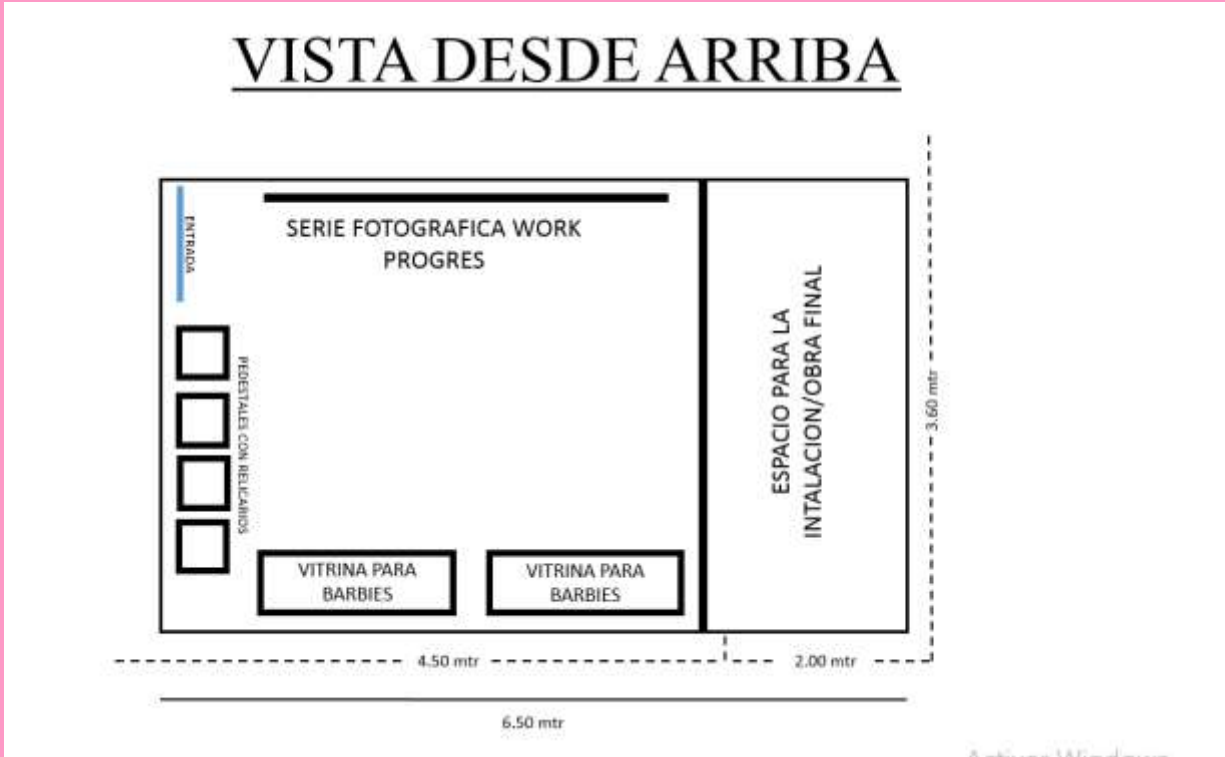 VISTA DESDE ARRIBA
ENTRADA
SERIE FOTOGRAFICA WORK
PROGRES
PEDESTALES CON RELICARIOS
VITRINA PARA
BARBIES
VITRINA PARA
BARBIES
ESPACIO PARA LA
INTALACION/OBRA FINAL
3.60 mtr
4.50 mtr
2.00 mtr
6.50 mtr